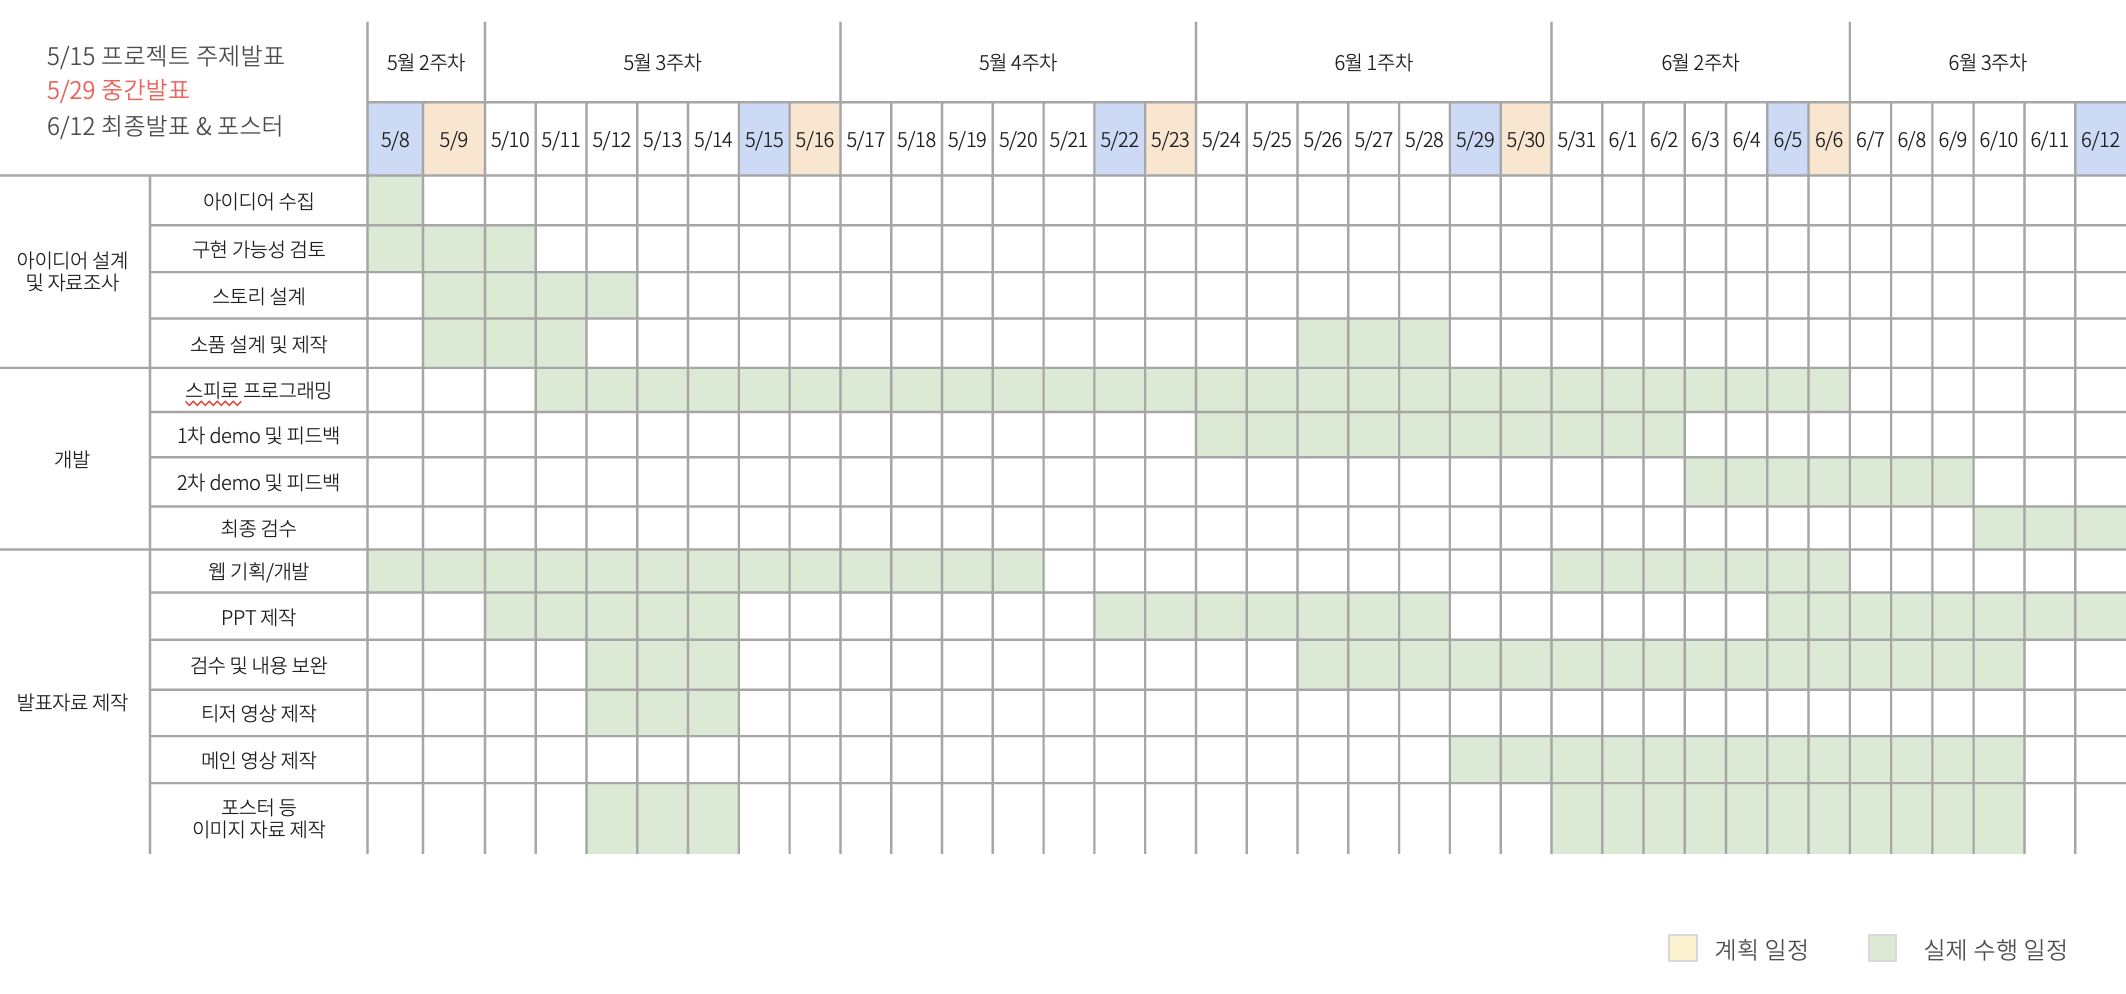 5/15 프로젝트 주제발표
5/29 중간발표
6/12 최종발표 & 포스터
5월 2주차 5월 3주차 5월 4주차 6월 1주차 6월 2주차 6월 3주차
5/8 5/9 5/10 5/11 5/12 5/13 5/14 5/15 5/16 5/17 5/18 5/19 5/20 5/21 5/22 5/23 5/24 5/25 5/26 5/27 5/28 5/29 5/30 5/31 6/1 6/2 6/3 6/4 6/5 6/6 6/7 6/8 6/9 6/10 6/11 6/12
아이디어 설계
및 자료조사
아이디어 수집
구현 가능성 검토
스토리 설계
소품 설계 및 제작
개발
스피로 프로그래밍
1차 demo 및 피드백
2차 demo 및 피드백
최종 검수
발표자료 제작
웹 기획/개발
PPT 제작
검수 및 내용 보완
티저 영상 제작
메인 영상 제작
포스터 등
이미지 자료 제작
계획 일정
실제 수행 일정